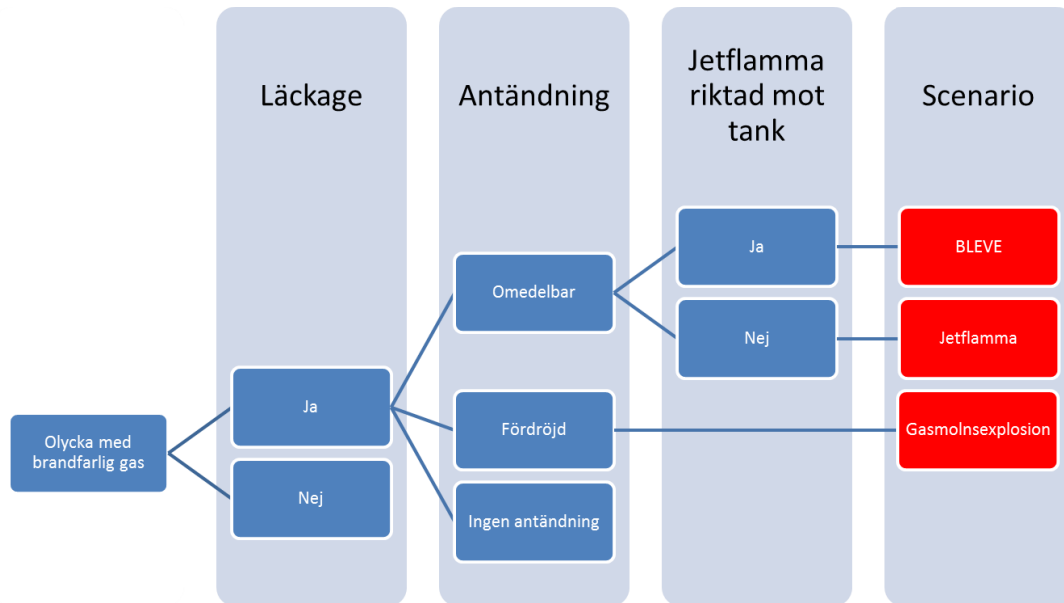 Läckage
Antändning
Jetflamma
riktad mot
tank
Scenario
Ja
BLEVE
Omedelbar
Nej
Jetflamma
Ja
Fördröjd
Gasmolnsexplosion
Olycka med
brandfarlig gas
Nej
Ingen antändning